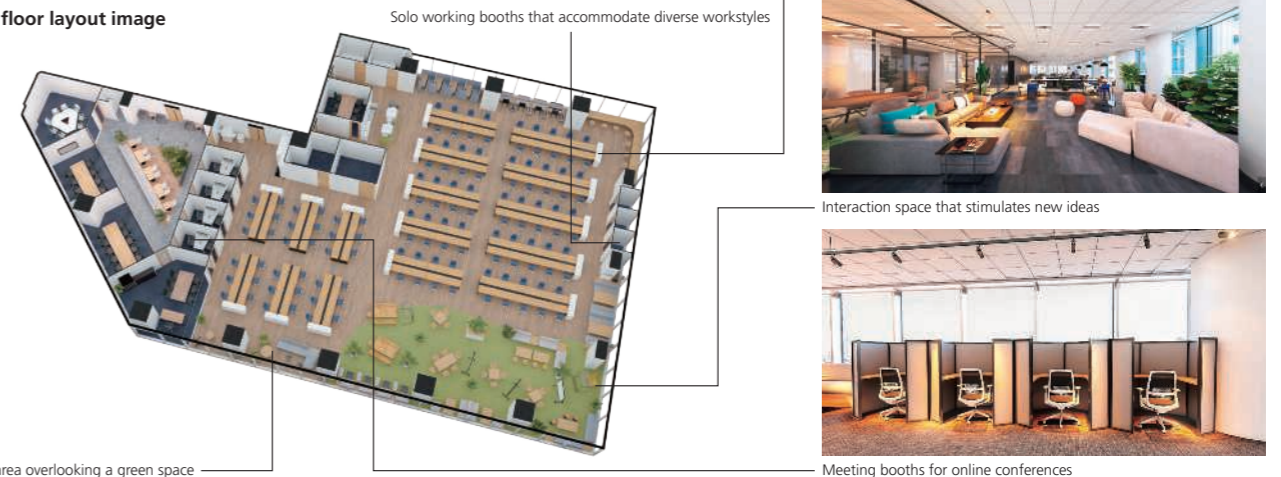 floor layout image
Solo working booths that accommodate diverse workstyles
Interaction space that stimulates new ideas
area overlooking a green space
Meeting booths for online conferences